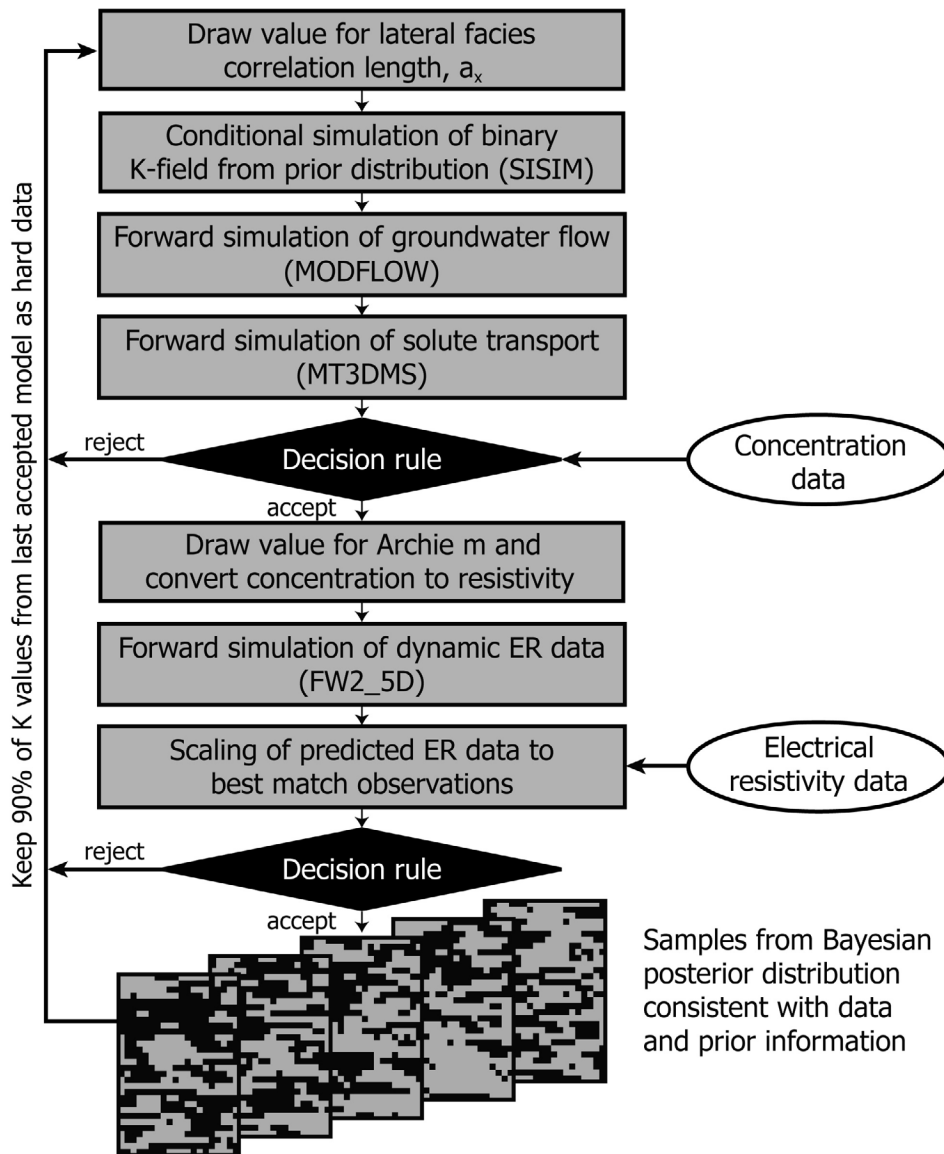 Draw value for lateral facies
correlation length, aₓ
Conditional simulation of binary
K-field from prior distribution (SISIM)
Forward simulation of groundwater flow
(MODFLOW)
Forward simulation of solute transport
(MT3DMS)
reject
Decision rule
Concentration
data
accept
Draw value for Archie m and
convert concentration to resistivity
Forward simulation of dynamic ER data
(FW2_5D)
Scaling of predicted ER data to
best match observations
Electrical
resistivity data
reject
Decision rule
accept
Samples from Bayesian
posterior distribution
consistent with data
and prior information
Keep 90% of K values from last accepted model as hard data